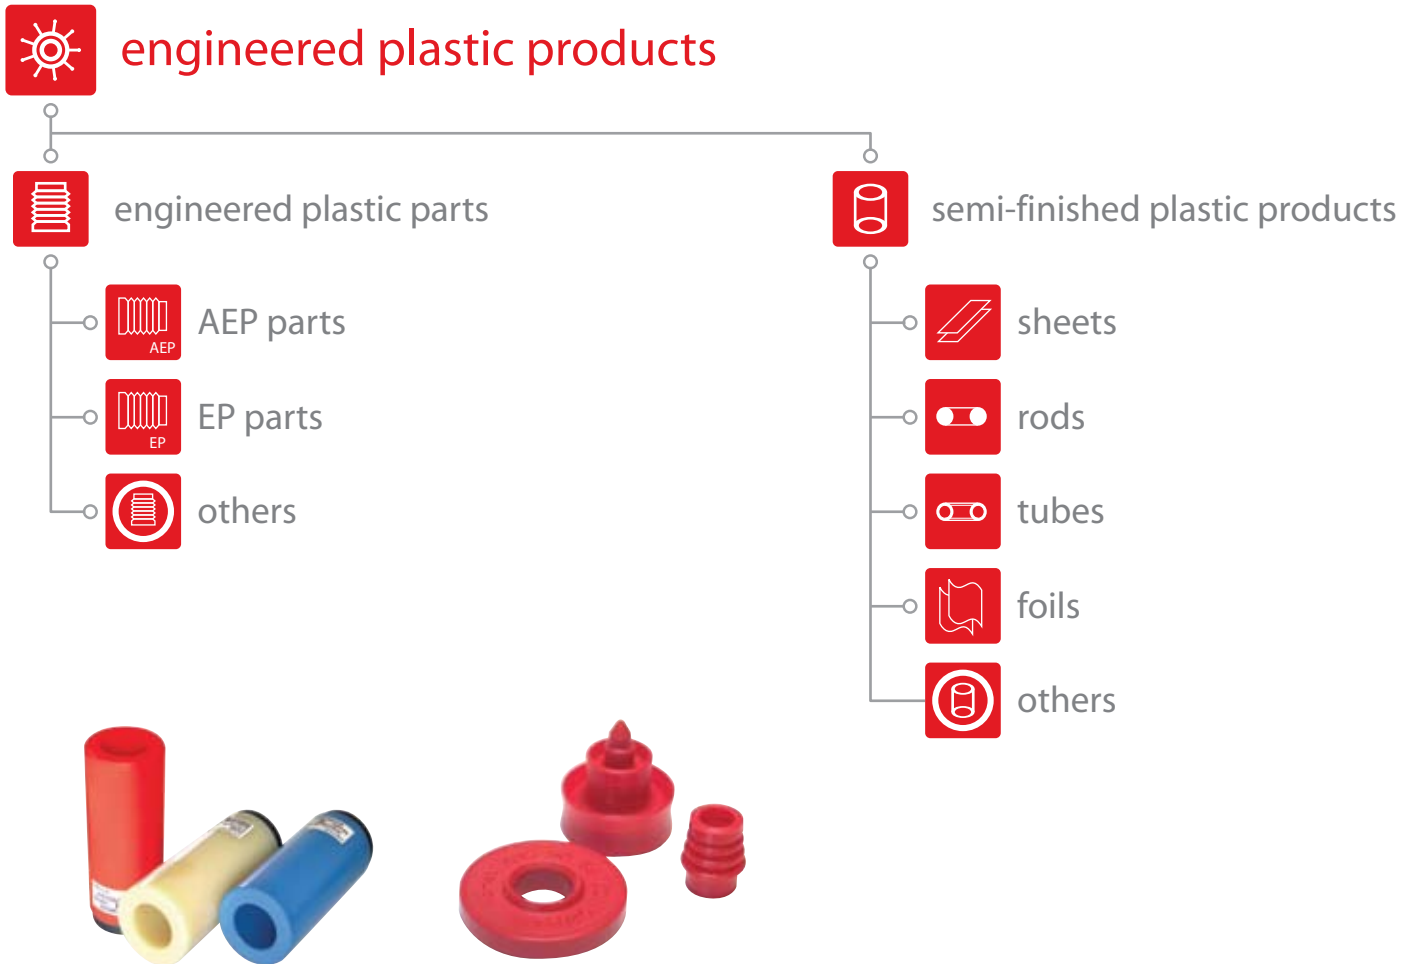 engineered plastic products
engineered plastic parts
AEP
AEP parts
EP
EP parts
others
semi-finished plastic products
sheets
rods
tubes
foils
others